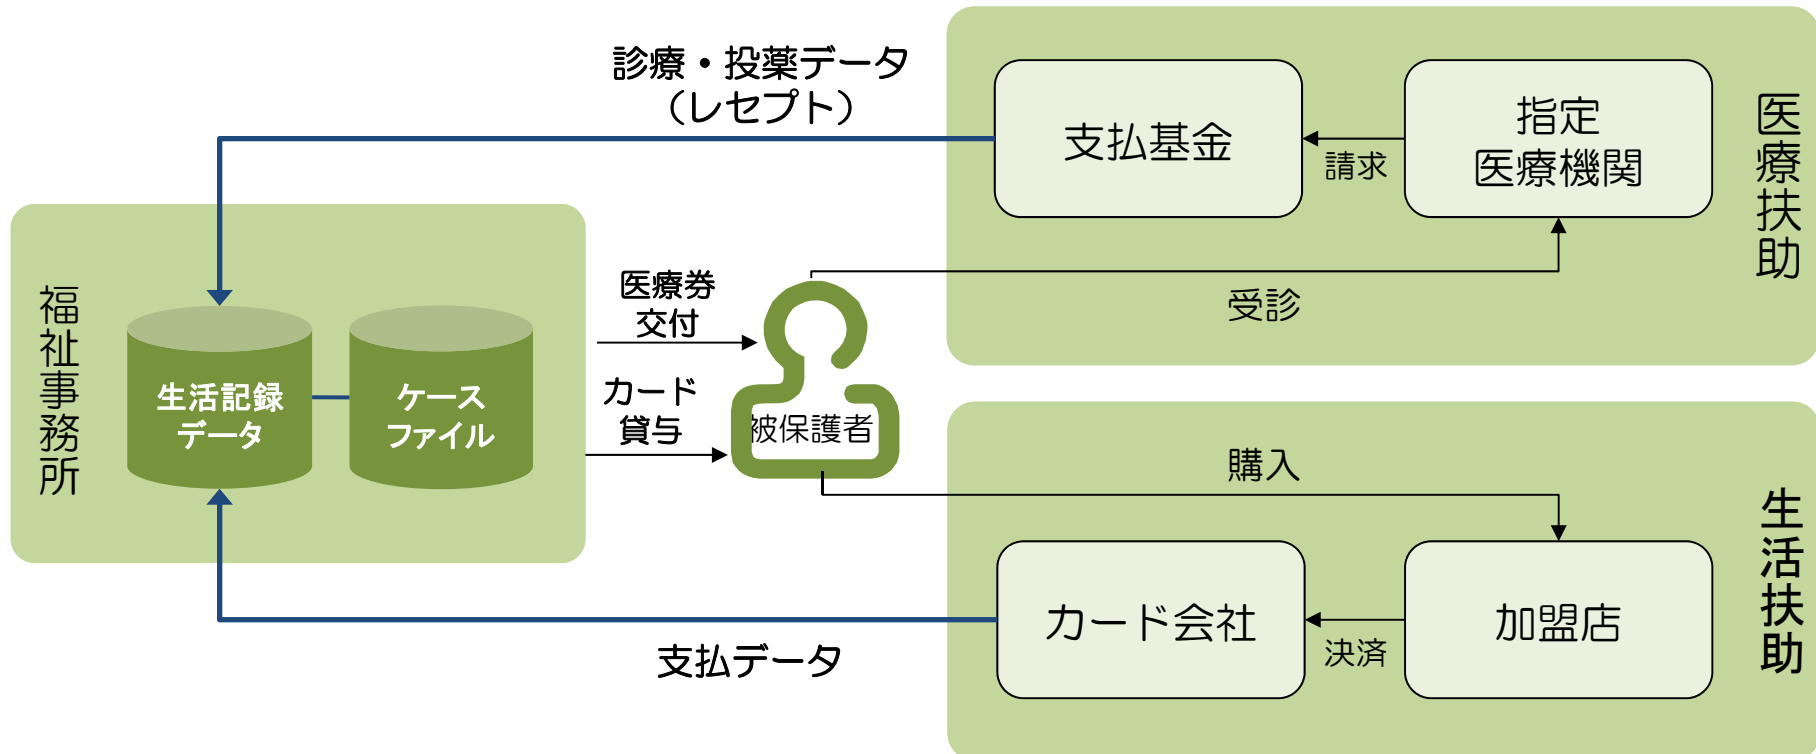 診療・投薬データ
（レセプト）
支払基金
請求
指定
医療機関
医療扶助
受診
福祉事務所
生活記録
データ
ケース
ファイル
医療券
交付
カード
貸与
被保護者
購入
カード会社
決済
加盟店
生活扶助
支払データ